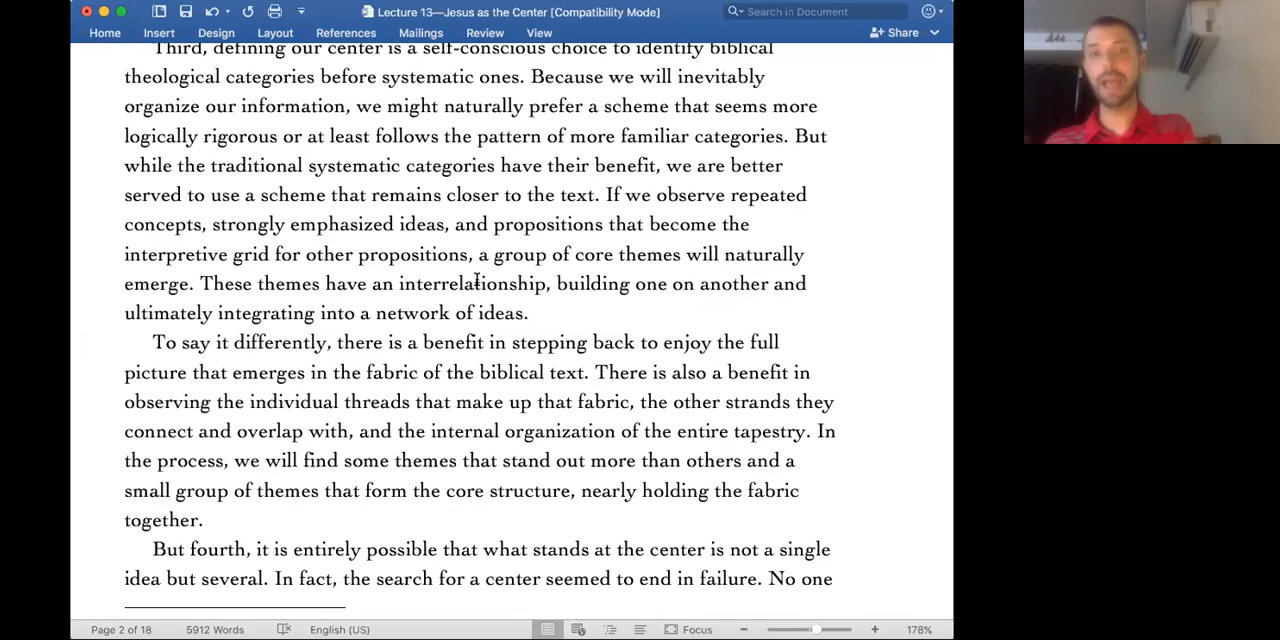 Lecture 13—Jesus as the Center [Compatibility Mode]
Search in Document
Home Insert Design Layout References Mailings Review View Share
Third, defining our center is a self-conscious choice to identify biblical
theological categories before systematic ones. Because we will inevitably
organize our information, we might naturally prefer a scheme that seems more
logically rigorous or at least follows the pattern of more familiar categories. But
while the traditional systematic categories have their benefit, we are better
served to use a scheme that remains closer to the text. If we observe repeated
concepts, strongly emphasized ideas, and propositions that become the
interpretive grid for other propositions, a group of core themes will naturally
emerge. These themes have an interrelationship, building one on another and
ultimately integrating into a network of ideas.
To say it differently, there is a benefit in stepping back to enjoy the full
picture that emerges in the fabric of the biblical text. There is also a benefit in
observing the individual threads that make up that fabric, the other strands they
connect and overlap with, and the internal organization of the entire tapestry. In
the process, we will find some themes that stand out more than others and a
small group of themes that form the core structure, nearly holding the fabric
together.
But fourth, it is entirely possible that what stands at the center is not a single
idea but several. In fact, the search for a center seemed to end in failure. No one
Page 2 of 18 5912 Words English (US) Focus 178%